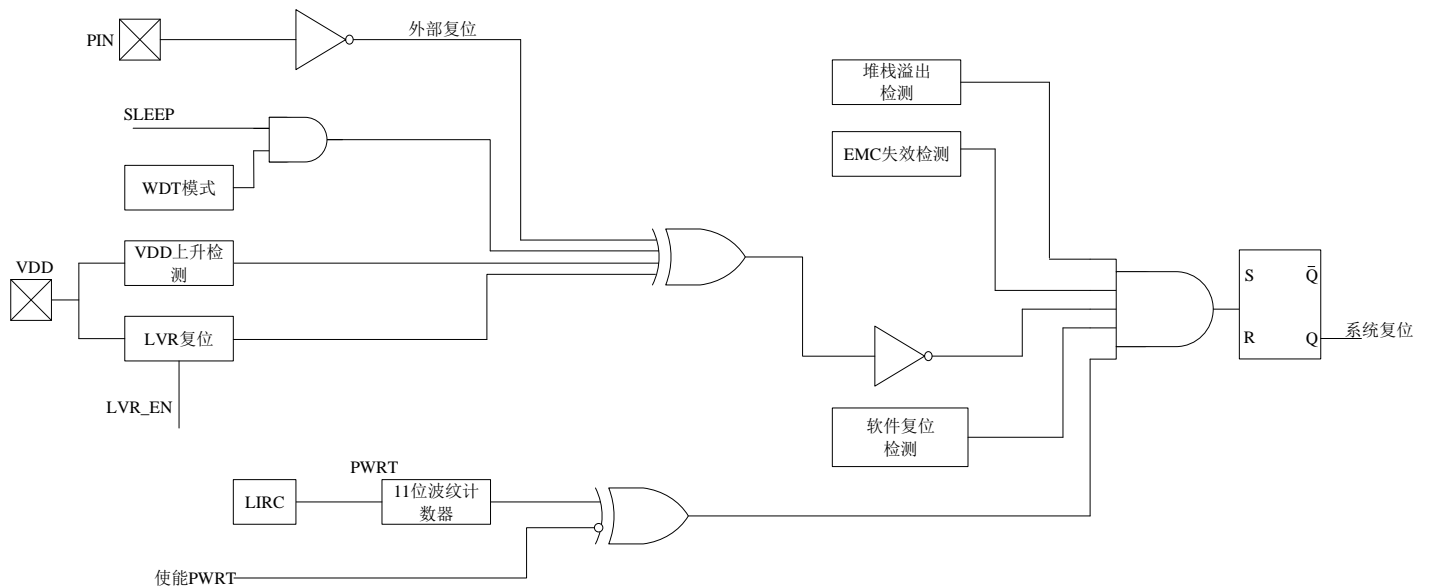 PIN
外部复位
SLEEP
WDT模式
VDD
VDD上升检
测
LVR复位
LVR_EN
LIRC
PWRT
11位波纹计
数器
使能PWRT
堆栈溢出
检测
EMC失效检测
软件复位
检测
S
Q̄
R
Q
系统复位